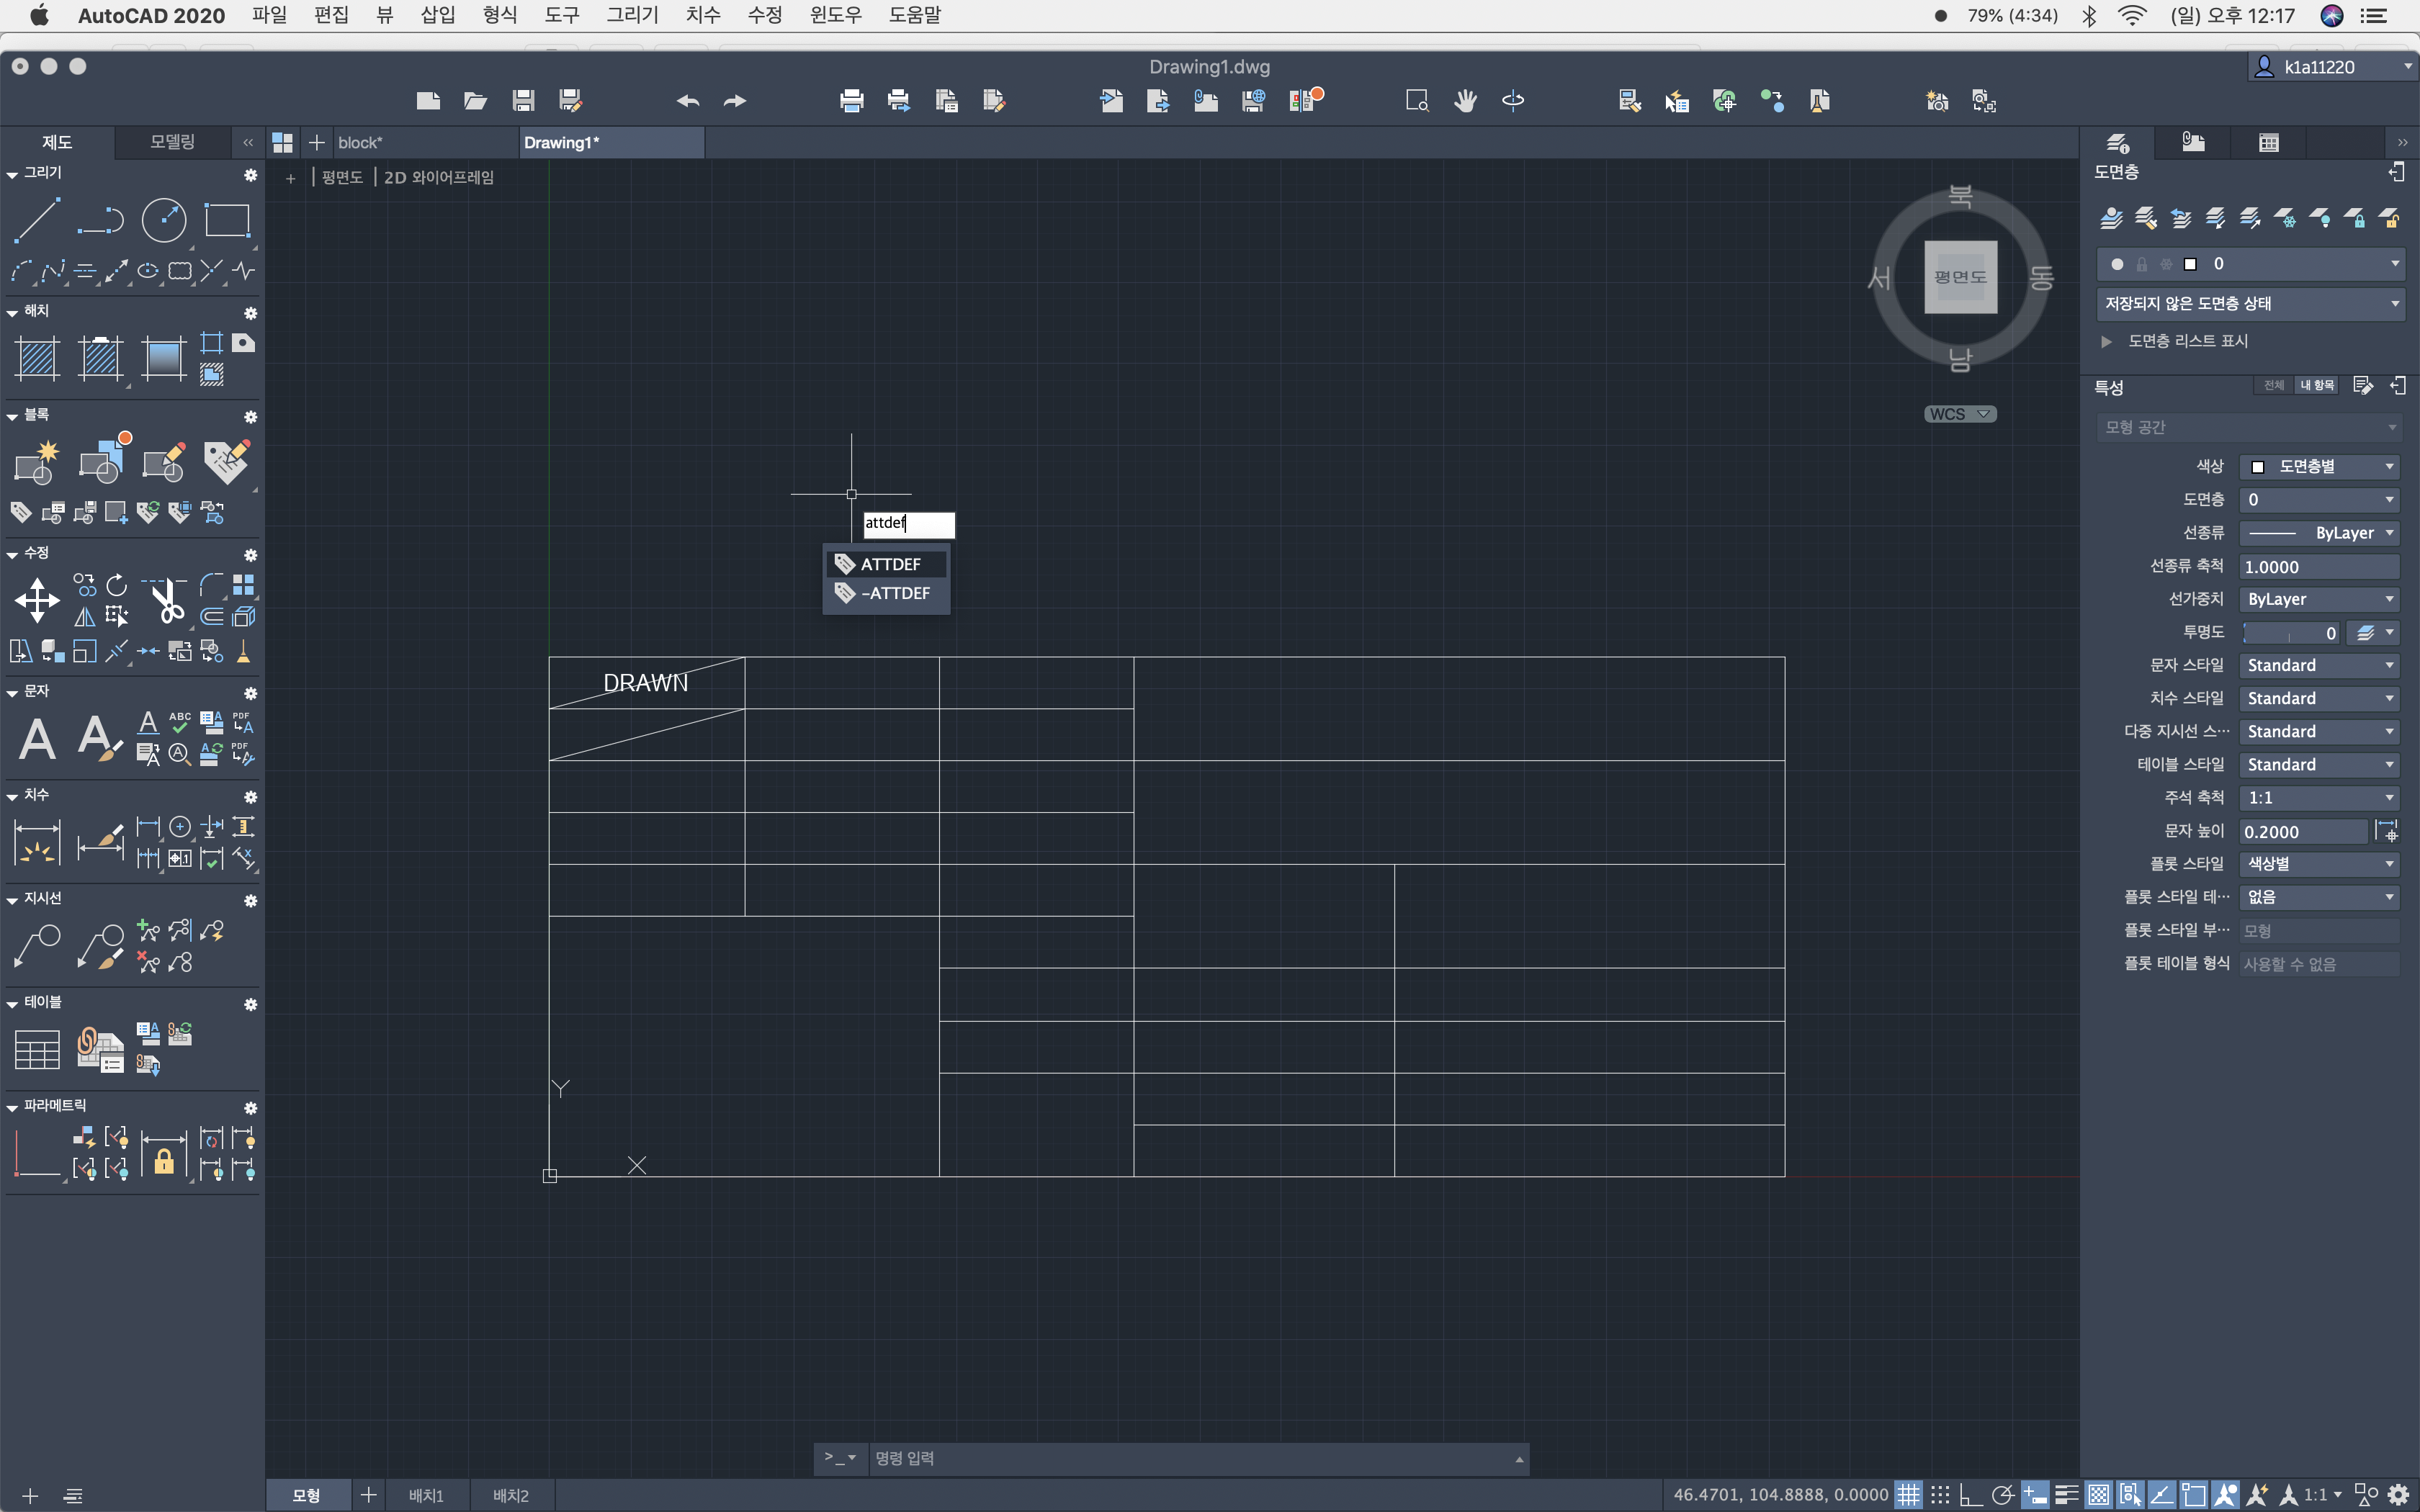 AutoCAD 2020 파일 편집 뷰 삽입 형식 도구 그리기 치수 수정 윈도우 도움말 79% (4:34) (일) 오후 12:17
Drawing1.dwg
k1a11220
제도 모델링 block* Drawing1*
그리기
해치
블록
수정
문자
치수
지시선
테이블
파라메트릭
평면도 2D 와이어프레임
북
서 평면도 동
남
WCS
attdef
ATTDEF
-ATTDEF
DRAWN
Y
X
명령 입력
모형 배치1 배치2
46.4701, 104.8888, 0.0000
1:1
도면층
0
저장되지 않은 도면층 상태
도면층 리스트 표시
특성 전체 내 항목
모형 공간
색상 도면층별
도면층 0
선종류 ByLayer
선종류 축척 1.0000
선가중치 ByLayer
투명도 0
문자 스타일 Standard
치수 스타일 Standard
다중 지시선 스… Standard
테이블 스타일 Standard
주석 축척 1:1
문자 높이 0.2000
플롯 스타일 색상별
플롯 스타일 테… 없음
플롯 스타일 부… 모형
플롯 테이블 형식 사용할 수 없음